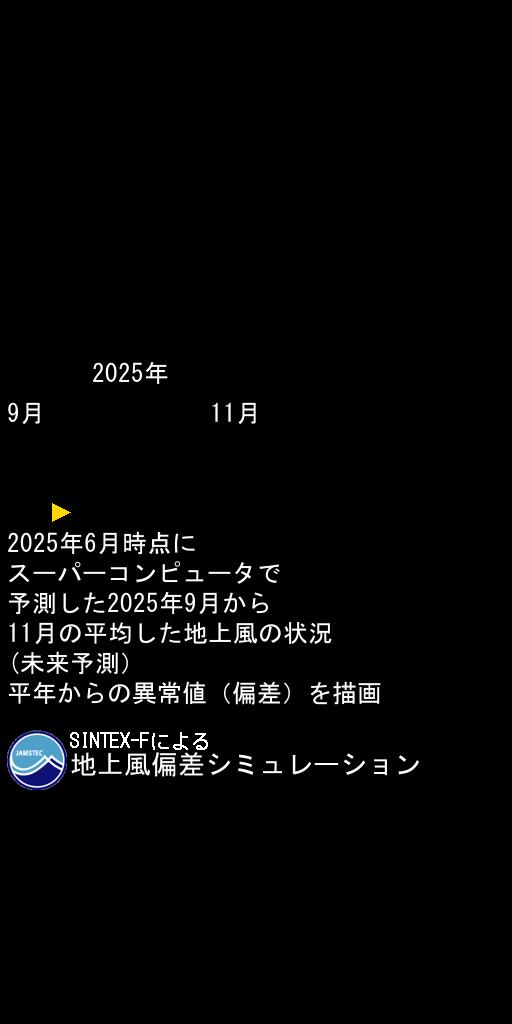 2025年
9月 11月
2025年6月時点に
スーパーコンピュータで
予測した2025年9月から
11月の平均した地上風の状況
(未来予測)
平年からの異常値（偏差）を描画
SINTEX-Fによる
JAMSTEC
地上風偏差シミュレーション